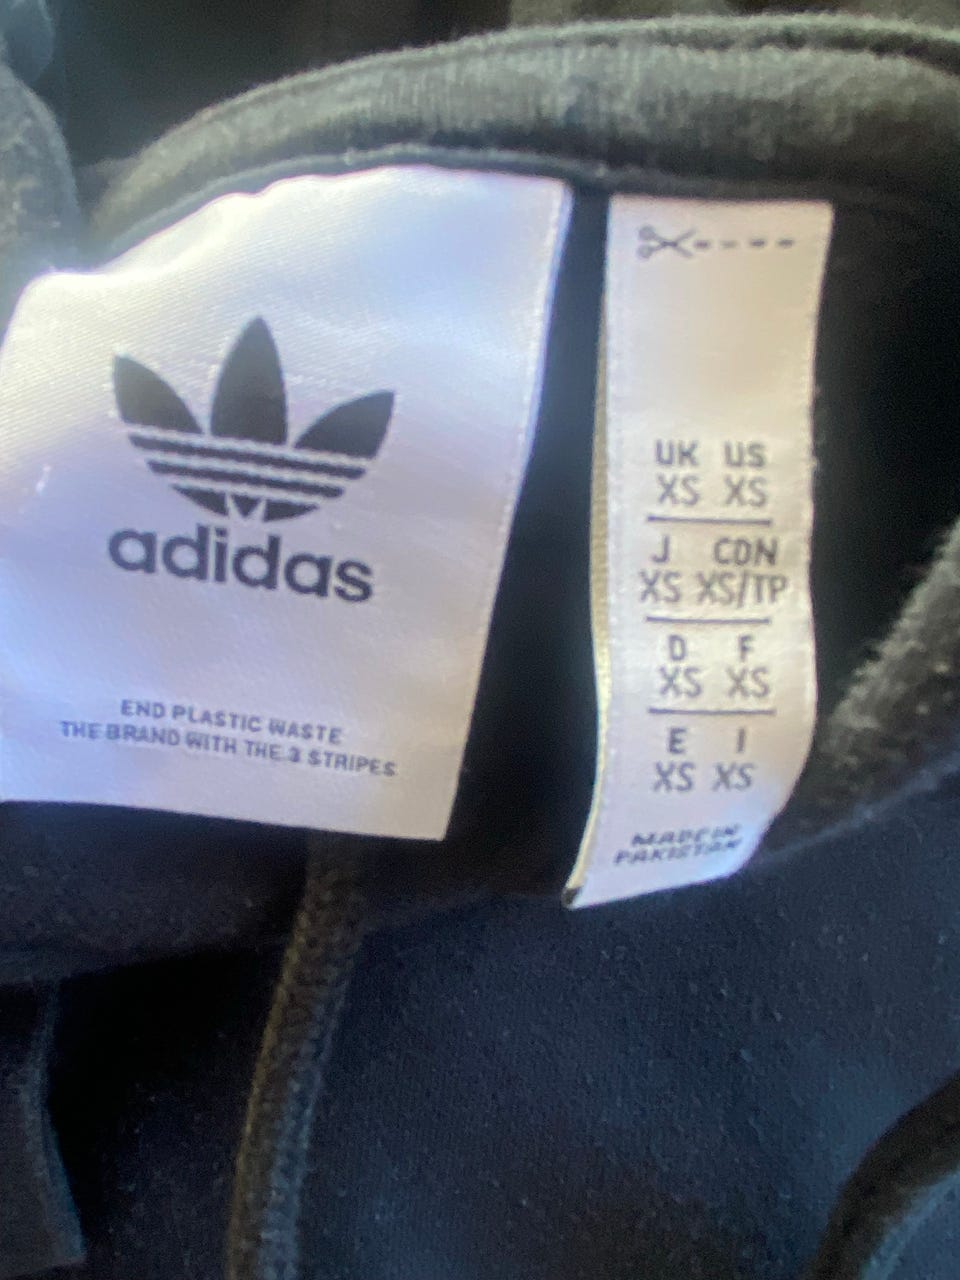 adidas
END PLASTIC WASTE
THE BRAND WITH THE 3 STRIPES
UK US
XS XS
J CDN
XS XS/TP
D F
XS XS
E I
XS XS
MADE IN
PAKISTAN